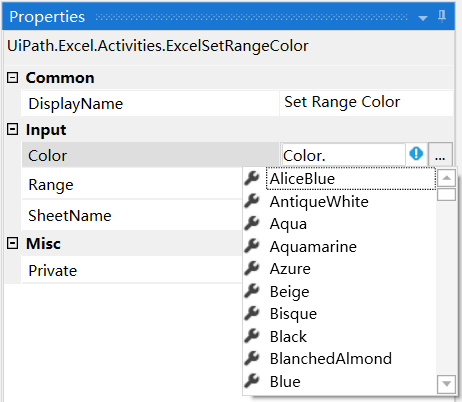 Properties
UiPath.Excel.Activities.ExcelSetRangeColor
Common
DisplayName Set Range Color
Input
Color Color. ...
Range
SheetName
Misc
Private
AliceBlue
AntiqueWhite
Aqua
Aquamarine
Azure
Beige
Bisque
Black
BlanchedAlmond
Blue